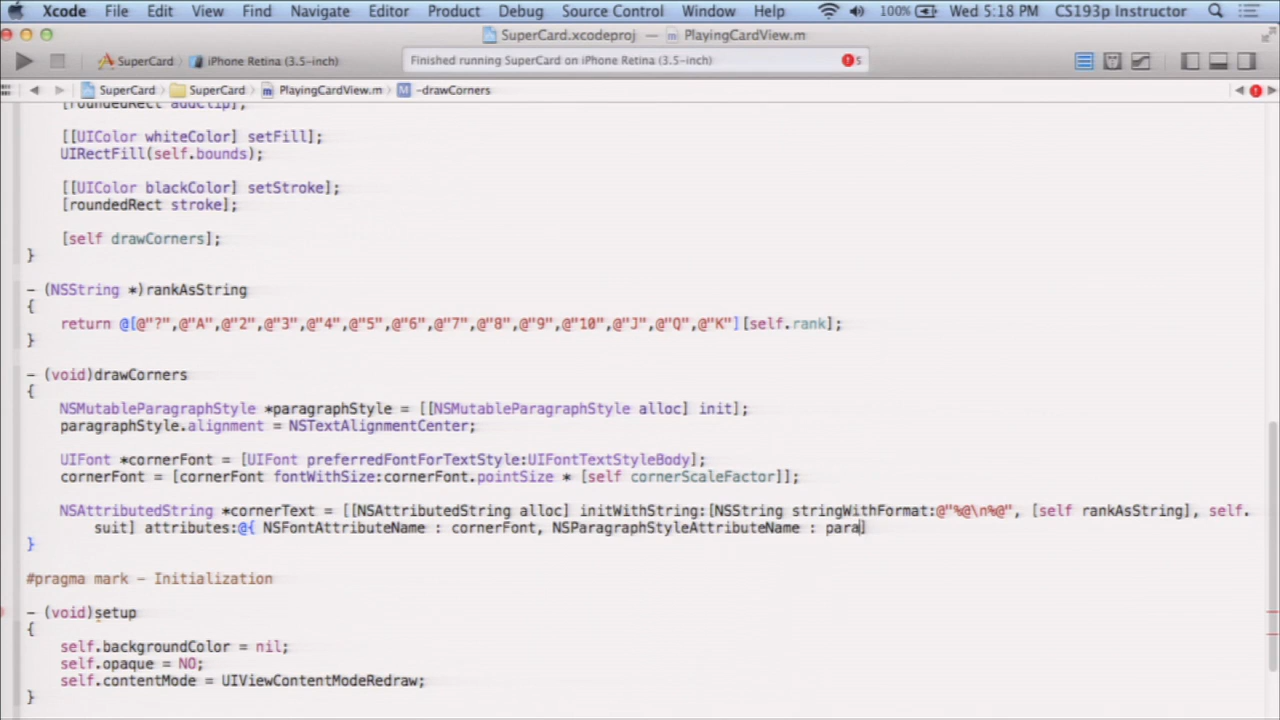 Xcode File Edit View Find Navigate Editor Product Debug Source Control Window Help 100% Wed 5:18 PM CS193p Instructor
SuperCard.xcodeproj — PlayingCardView.m
SuperCard iPhone Retina (3.5-inch) Finished running SuperCard on iPhone Retina (3.5-inch) 5
SuperCard SuperCard PlayingCardView.m M -drawCorners
[roundedRect addClip];
[[UIColor whiteColor] setFill];
UIRectFill(self.bounds);
[[UIColor blackColor] setStroke];
[roundedRect stroke];
[self drawCorners];
}
- (NSString *)rankAsString
{
return @[@"?",@"A",@"2",@"3",@"4",@"5",@"6",@"7",@"8",@"9",@"10",@"J",@"Q",@"K"][self.rank];
}
- (void)drawCorners
{
NSMutableParagraphStyle *paragraphStyle = [[NSMutableParagraphStyle alloc] init];
paragraphStyle.alignment = NSTextAlignmentCenter;
UIFont *cornerFont = [UIFont preferredFontForTextStyle:UIFontTextStyleBody];
cornerFont = [cornerFont fontWithSize:cornerFont.pointSize * [self cornerScaleFactor]];
NSAttributedString *cornerText = [[NSAttributedString alloc] initWithString:[NSString stringWithFormat:@"%@\n%@", [self rankAsString], self.
suit] attributes:@{ NSFontAttributeName : cornerFont, NSParagraphStyleAttributeName : para]
}
#pragma mark - Initialization
- (void)setup
{
self.backgroundColor = nil;
self.opaque = NO;
self.contentMode = UIViewContentModeRedraw;
}